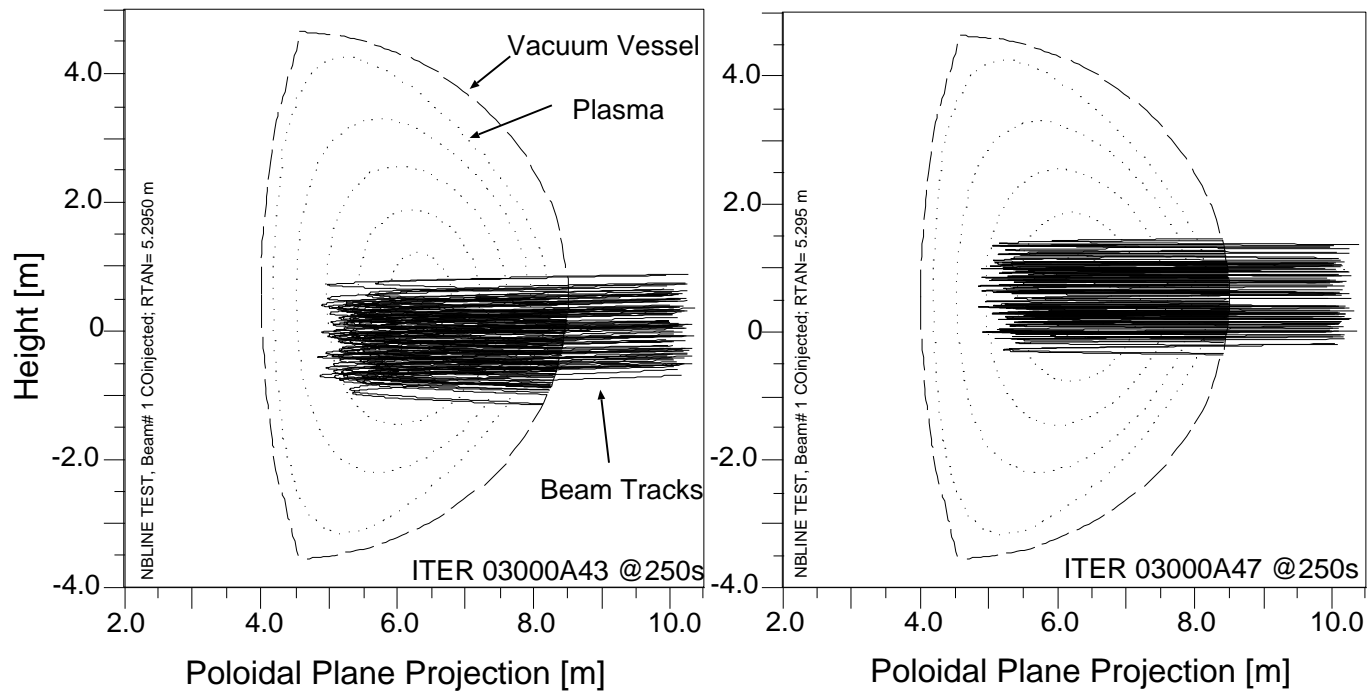 Vacuum Vessel
Plasma
Beam Tracks
4.0
2.0
0
-2.0
-4.0
Height [m]
NBLINE TEST, Beam# 1 COinjected; RTAN= 5.2950 m
ITER 03000A43 @250s
2.0 4.0 6.0 8.0 10.0
Poloidal Plane Projection [m]
4.0
2.0
0
-2.0
-4.0
NBLINE TEST, Beam# 1 COinjected; RTAN= 5.295 m
ITER 03000A47 @250s
2.0 4.0 6.0 8.0 10.0
Poloidal Plane Projection [m]